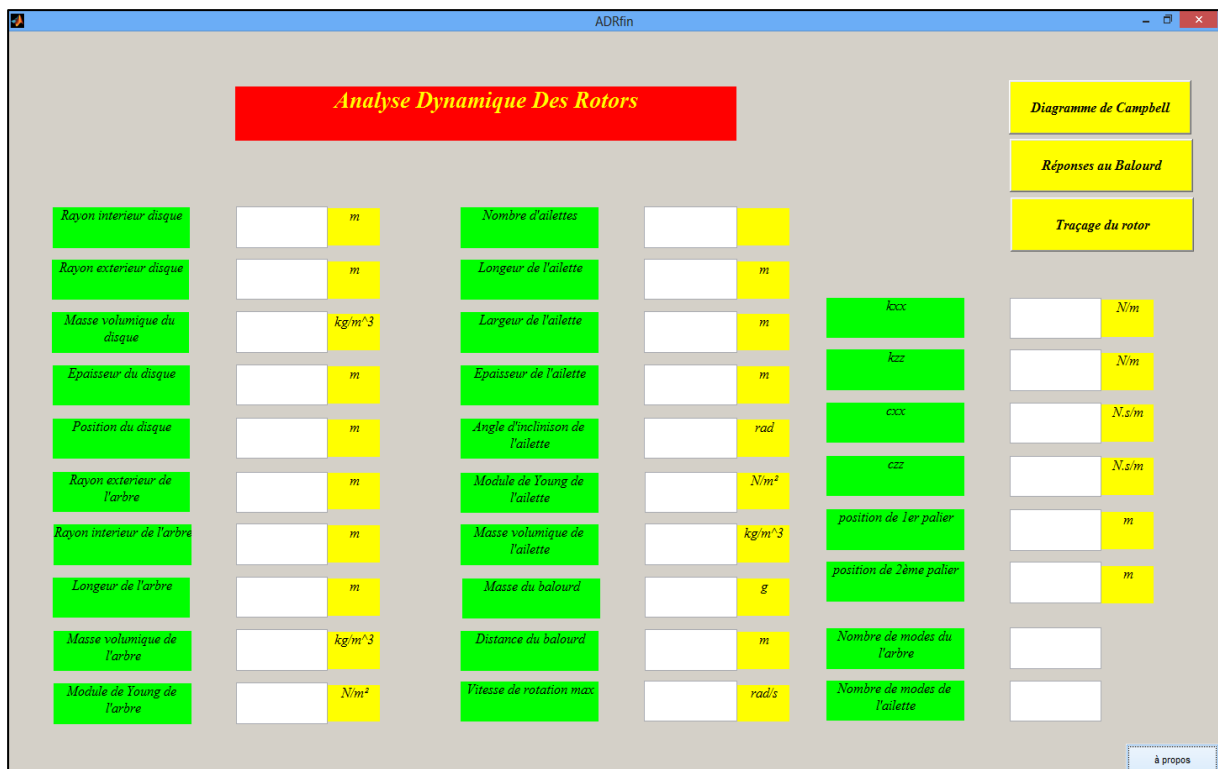 ADRfin
Analyse Dynamique Des Rotors
Diagramme de Campbell
Réponses au Balourd
Traçage du rotor
Rayon interieur disque
m
Rayon exterieur disque
m
Masse volumique du
disque
kg/m^3
Epaisseur du disque
m
Position du disque
m
Rayon exterieur de
l'arbre
m
Rayon interieur de l'arbre
m
Longeur de l'arbre
m
Masse volumique de
l'arbre
kg/m^3
Module de Young de
l'arbre
N/m²
Nombre d'ailettes
Longeur de l'ailette
m
Largeur de l'ailette
m
Epaisseur de l'ailette
m
Angle d'inclinison de
l'ailette
rad
Module de Young de
l'ailette
N/m²
Masse volumique de
l'ailette
kg/m^3
Masse du balourd
g
Distance du balourd
m
Vitesse de rotation max
rad/s
kxx
N/m
kzz
N/m
cxx
N.s/m
czz
N.s/m
position de 1er palier
m
position de 2ème palier
m
Nombre de modes du
l'arbre
Nombre de modes de
l'ailette
à propos